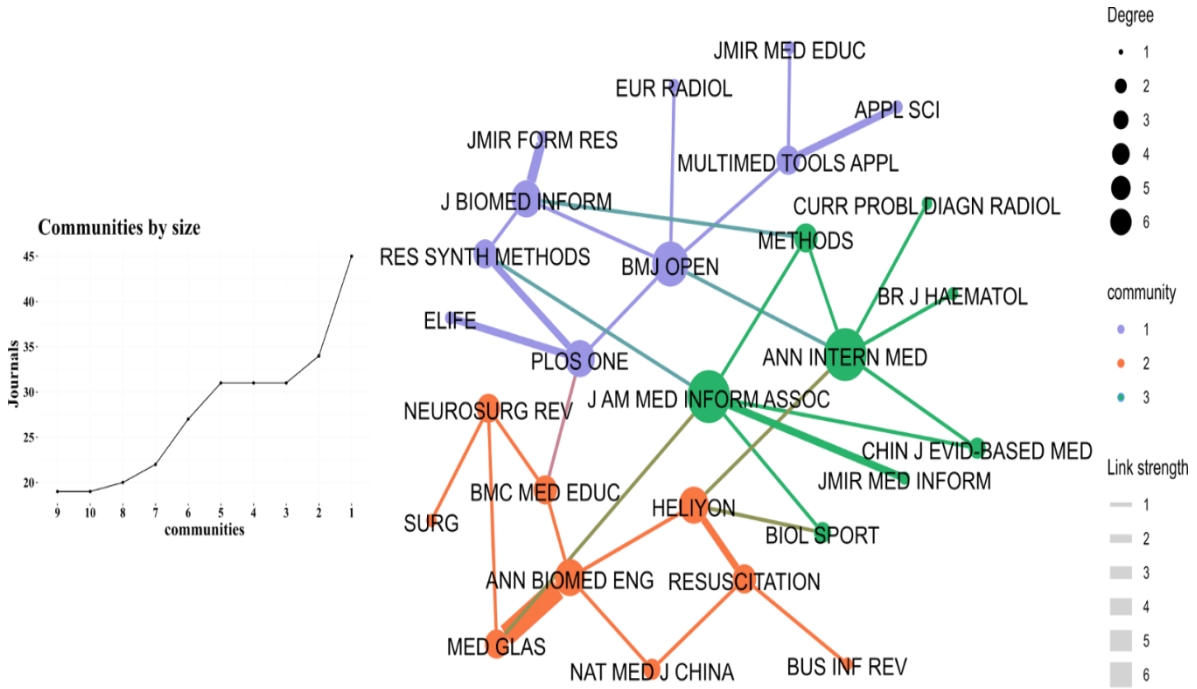 Communities by size
Journals
45
40
35
30
25
20
9 10 8 7 6 5 4 3 2 1
communities
JMIR MED EDUC
EUR RADIOL
APPL SCI
JMIR FORM RES
MULTIMED TOOLS APPL
J BIOMED INFORM
CURR PROBL DIAGN RADIOL
METHODS
RES SYNTH METHODS
BMJ OPEN
BR J HAEMATOL
ELIFE
PLOS ONE
ANN INTERN MED
J AM MED INFORM ASSOC
NEUROSURG REV
CHIN J EVID-BASED MED
JMIR MED INFORM
BMC MED EDUC
HELIYON
SURG
BIOL SPORT
ANN BIOMED ENG
RESUSCITATION
MED GLAS
NAT MED J CHINA
BUS INF REV
Degree
1
2
3
4
5
6
community
1
2
3
Link strength
1
2
3
4
5
6